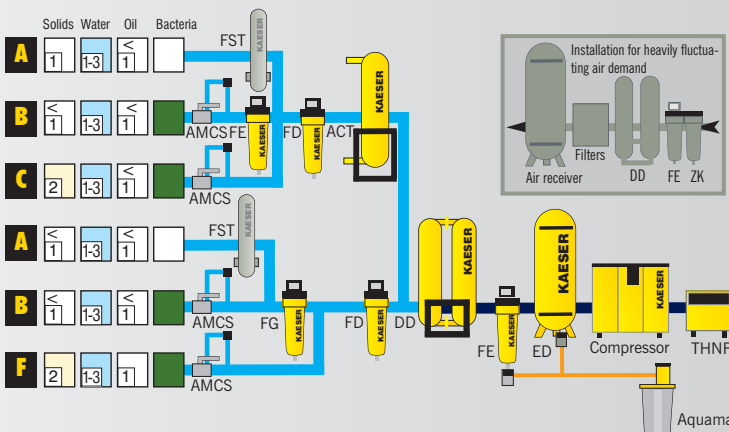 Solids Water Oil Bacteria
A < 1 1-3 < 1
FST
KAESER
B < 1 1-3 < 1
AMCS FE KAESER FD KAESER ACT KAESER
C 2 1-3 < 1
AMCS
A < 1 1-3 < 1
FST
KAESER
B < 1 1-3 < 1
AMCS FG KAESER FD KAESER DD KAESER
F 2 1-3 1
AMCS
FE KAESER ED KAESER Compressor KAESER THNF
Aquama
Installation for heavily fluctua-
ting air demand
Filters
Air receiver DD FE ZK